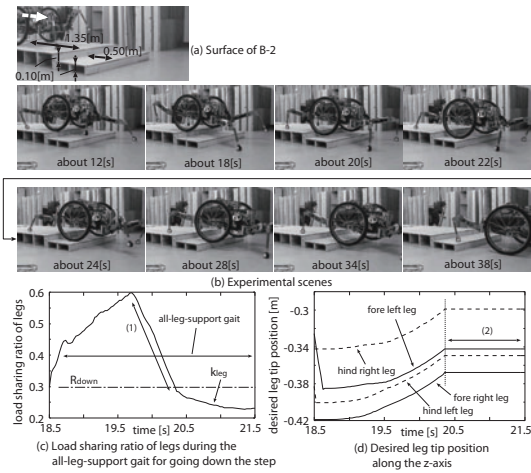 1.35[m]
0.50[m]
0.10[m]
(a) Surface of B-2
about 12[s]
about 18[s]
about 20[s]
about 22[s]
about 24[s]
about 28[s]
about 34[s]
about 38[s]
(b) Experimental scenes
load sharing ratio of legs
0.6
0.5
0.4
0.3
0.2
(1)
all-leg-support gait
Rdown
kleg
18.5
19.5
20.5
21.5
time [s]
(c) Load sharing ratio of legs during the
all-leg-support gait for going down the step
desired leg tip position [m]
-0.3
-0.34
-0.38
-0.42
fore left leg
(2)
hind right leg
hind left leg
fore right leg
18.5
19.5
20.5
21.5
time [s]
(d) Desired leg tip position
along the z-axis